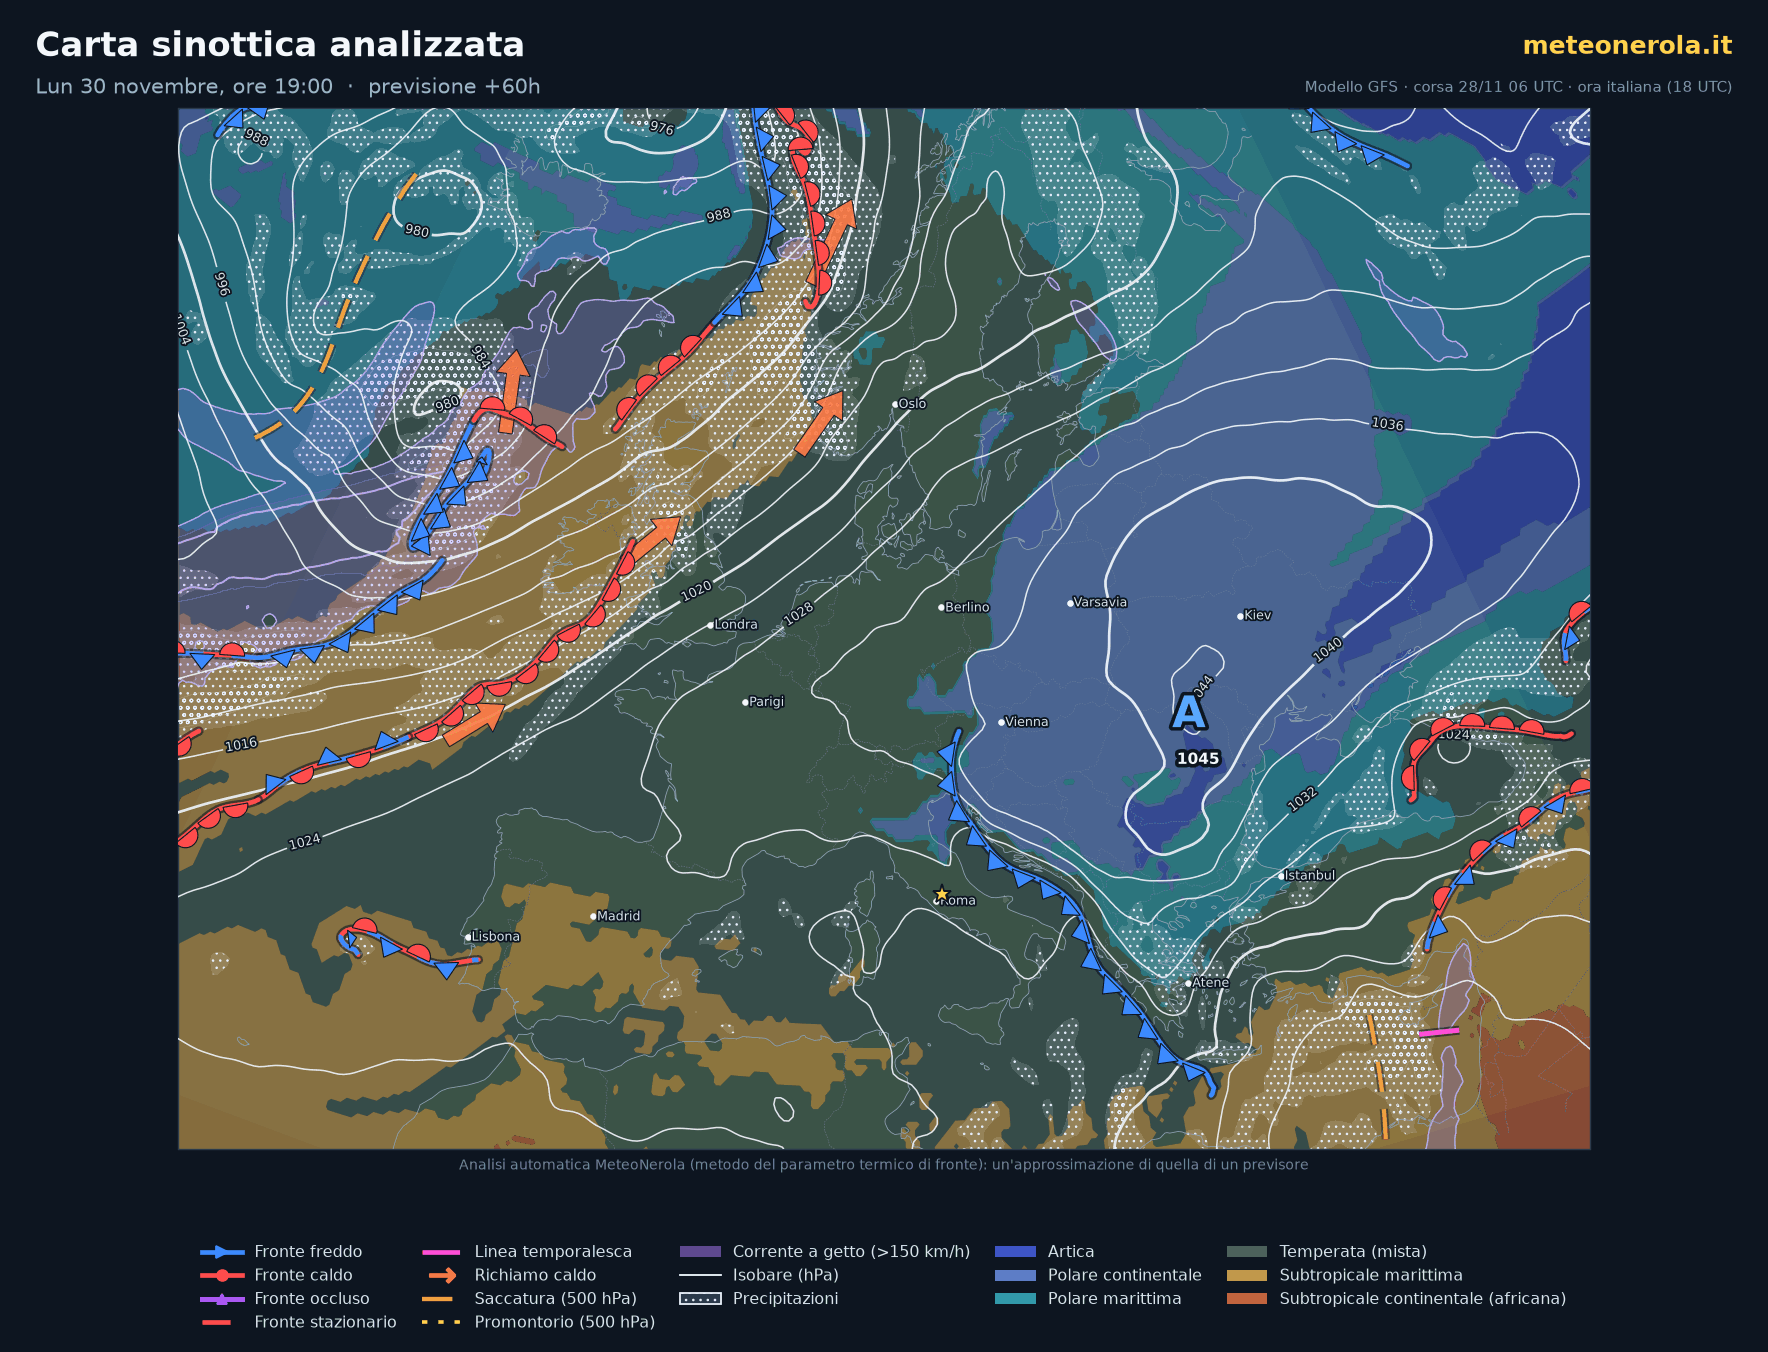 Carta sinottica analizzata
meteonerola.it
Lun 30 novembre, ore 19:00 · previsione +60h
Modello GFS · corsa 28/11 06 UTC · ora italiana (18 UTC)
976
988
988
980
996
1004
984
980
Oslo
1036
1020
1028
Londra
Berlino
Varsavia
Kiev
1040
Parigi
Vienna
044
A
1045
1016
1024
1032
1024
Istanbul
Madrid
Roma
Lisbona
Atene
Analisi automatica MeteoNerola (metodo del parametro termico di fronte): un'approssimazione di quella di un previsore
Fronte freddo
Fronte caldo
Fronte occluso
Fronte stazionario
Linea temporalesca
Richiamo caldo
Saccatura (500 hPa)
Promontorio (500 hPa)
Corrente a getto (>150 km/h)
Isobare (hPa)
Precipitazioni
Artica
Polare continentale
Polare marittima
Temperata (mista)
Subtropicale marittima
Subtropicale continentale (africana)